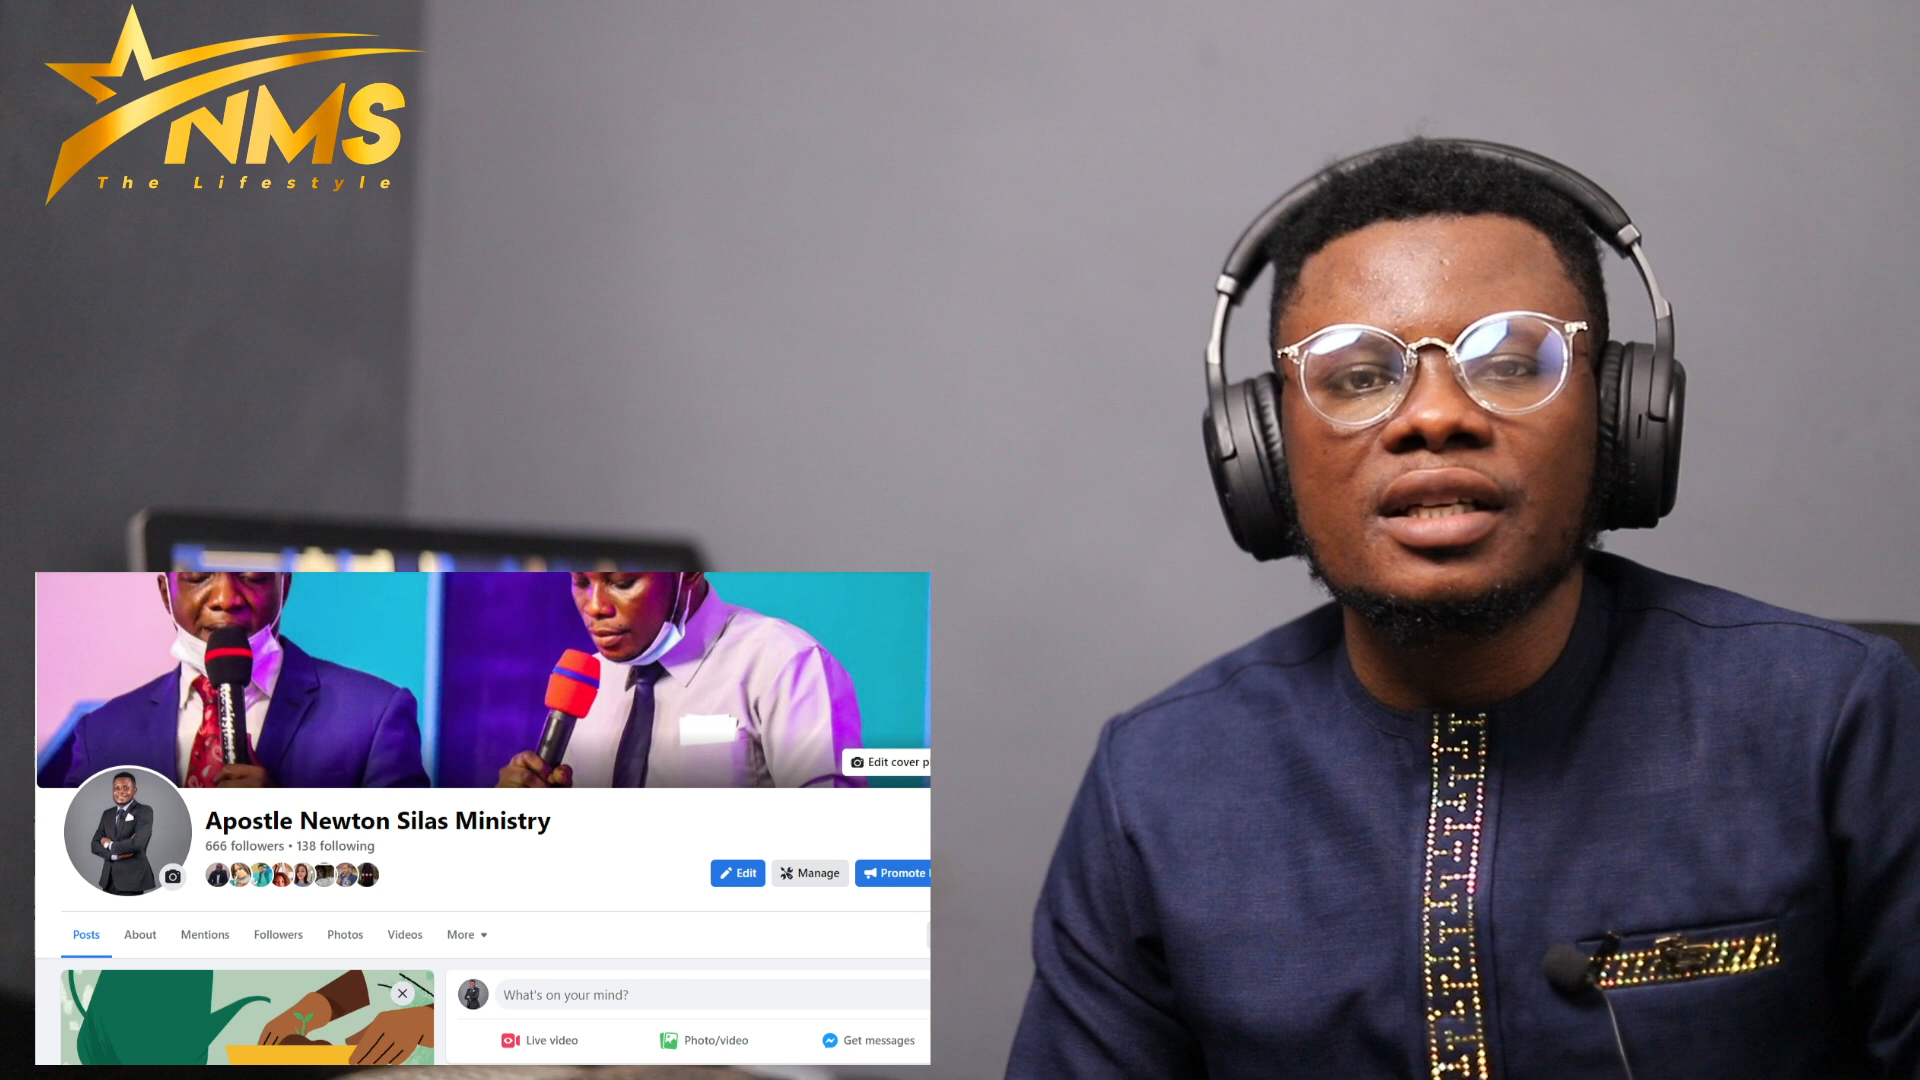 NMS
The Lifestyle
Edit cover p
Apostle Newton Silas Ministry
666 followers • 138 following
Edit
Manage
Promote
Posts
About
Mentions
Followers
Photos
Videos
More
What's on your mind?
Live video
Photo/video
Get messages